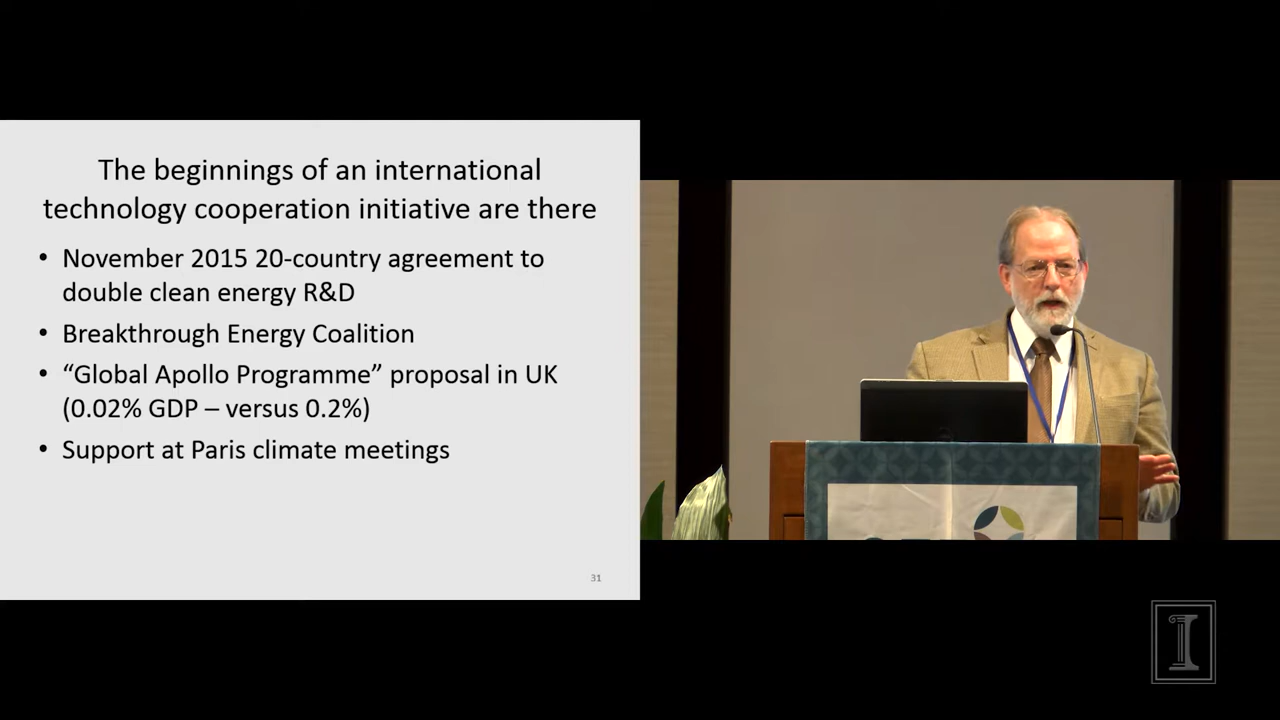 The beginnings of an international
technology cooperation initiative are there
• November 2015 20-country agreement to
double clean energy R&D
• Breakthrough Energy Coalition
• “Global Apollo Programme” proposal in UK
(0.02% GDP – versus 0.2%)
• Support at Paris climate meetings
31